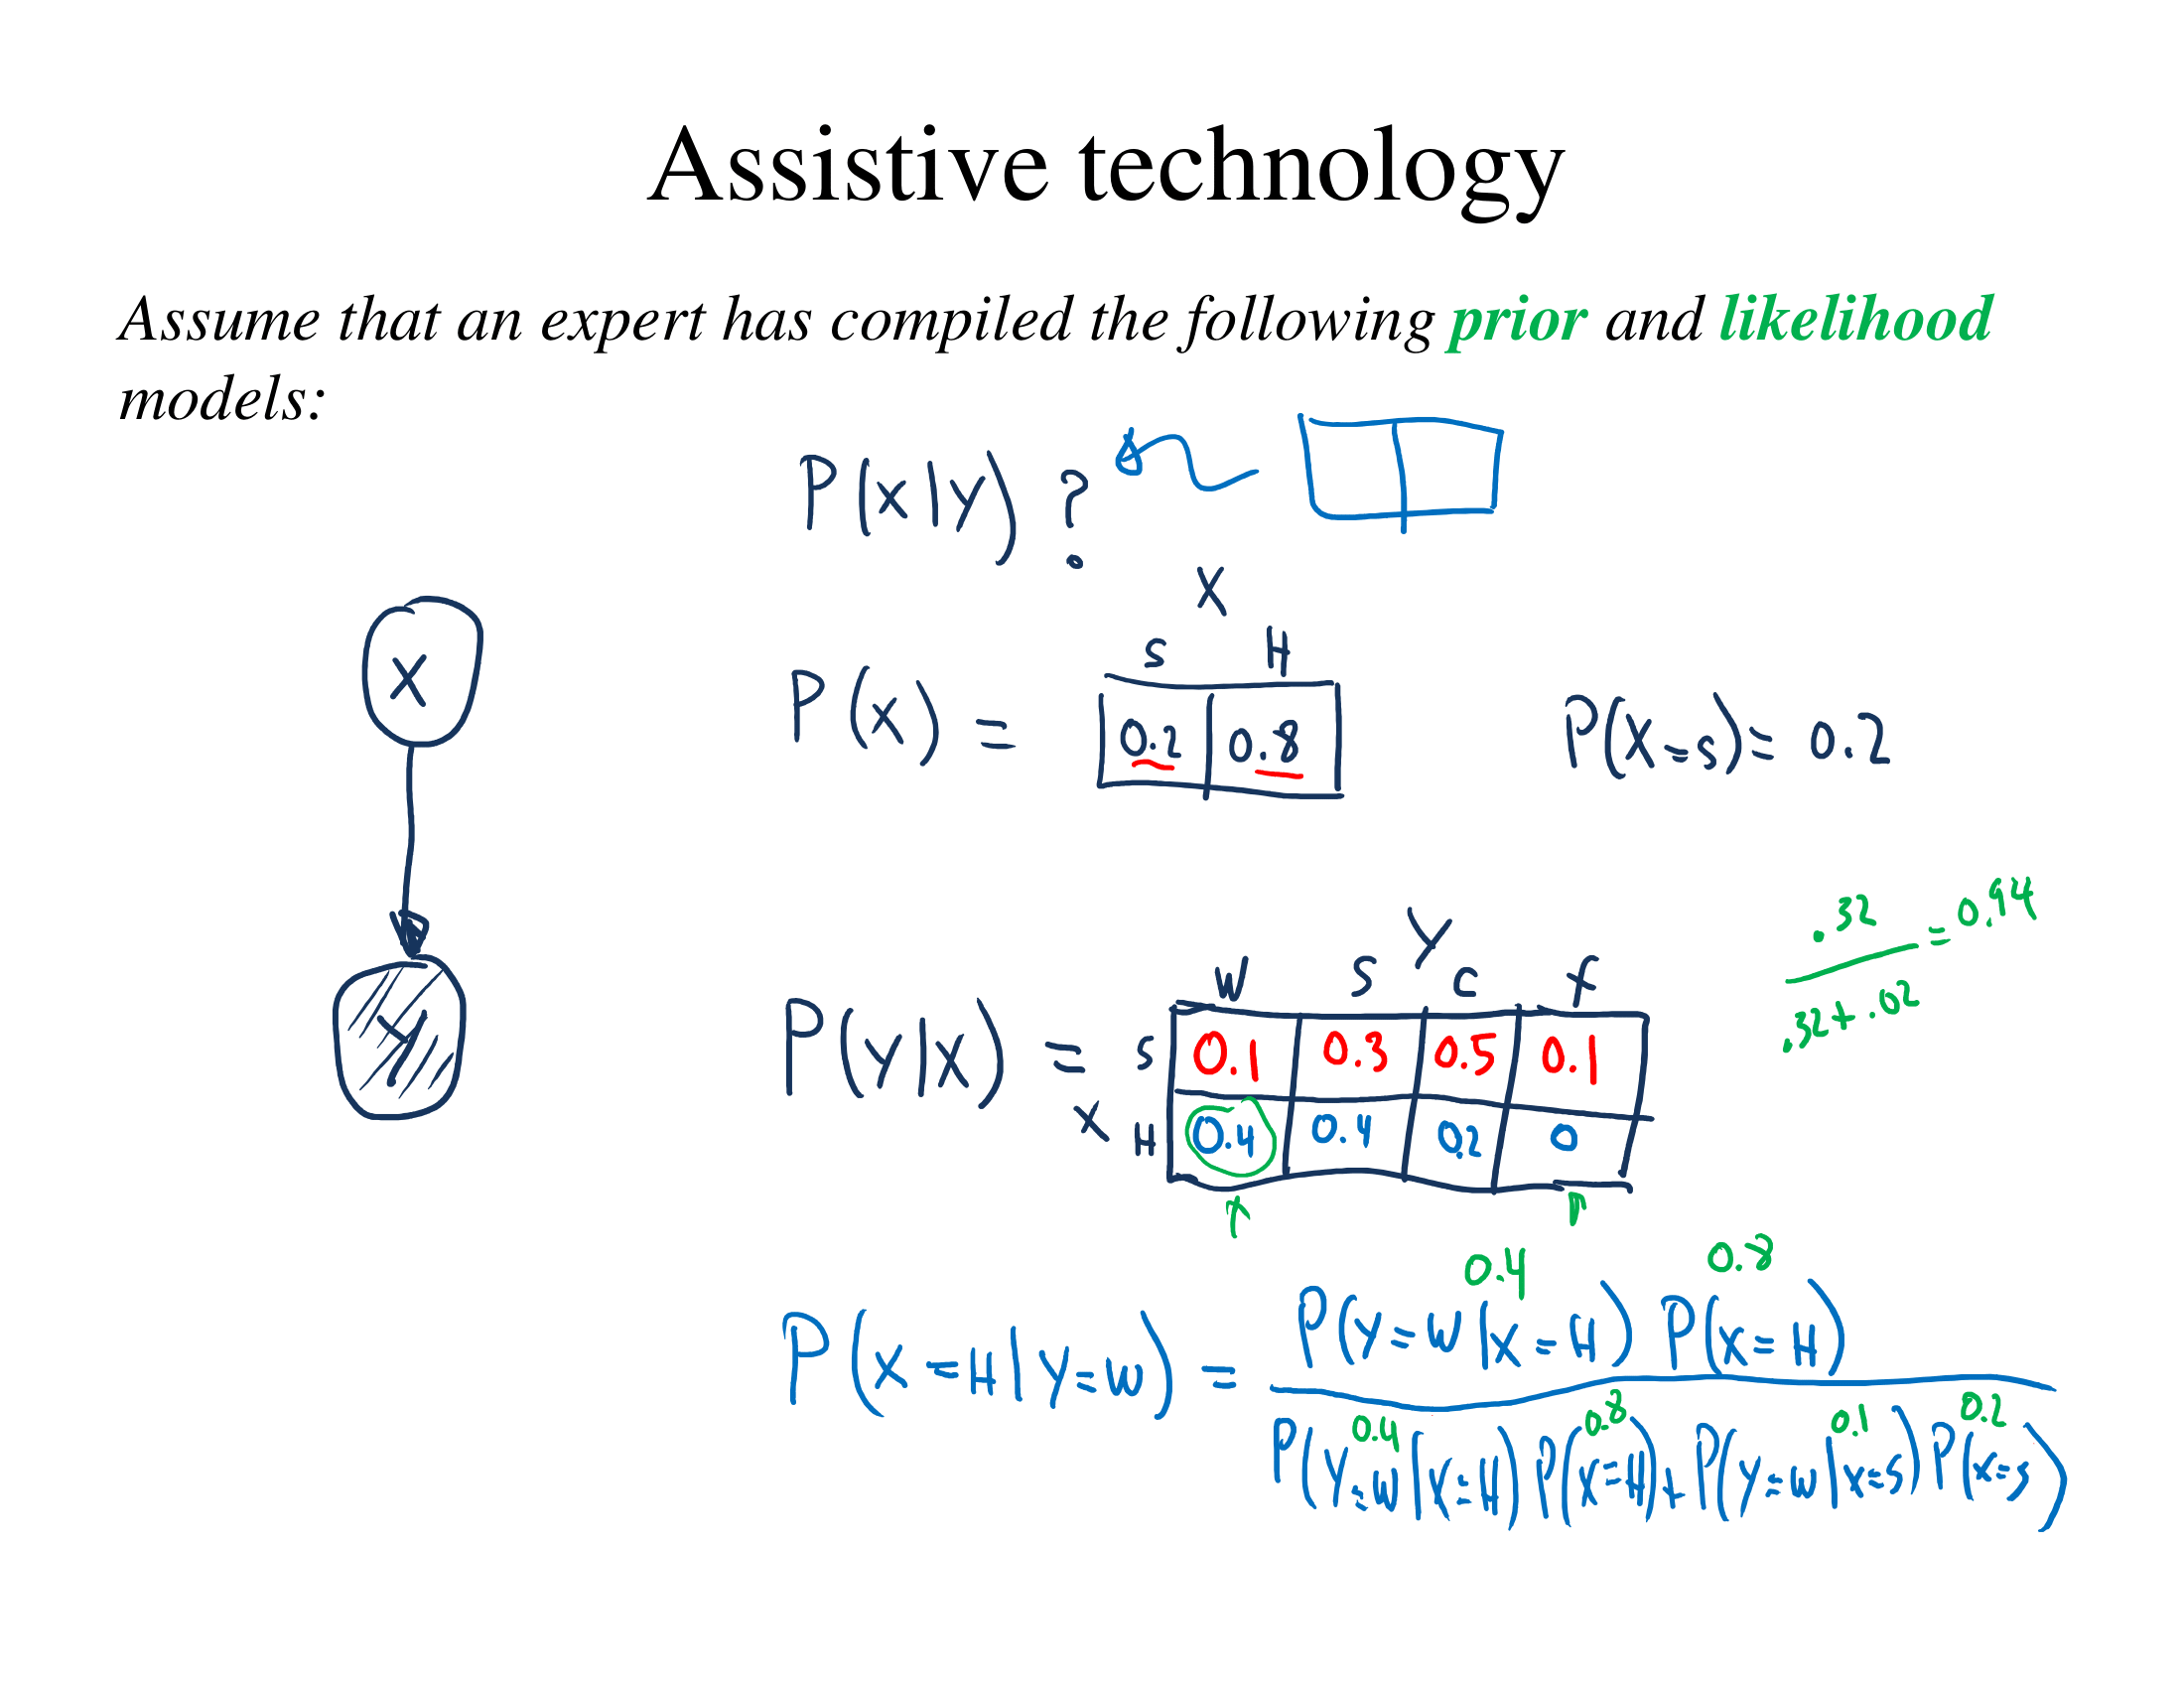 Assistive technology
Assume that an expert has compiled the following prior and likelihood
models:
P(x|y) ?
X
S H
P(x) = 0.2 0.8
P(X=s) = 0.2
X
Y
.32 / .32+.02 = 0.94
Y
W S C f
P(y|x) = S 0.1 0.3 0.5 0.1
X H 0.4 0.4 0.2 0
0.4 0.8
P(X=H|Y=W) = P(Y=W|X=H) P(X=H)
0.4 0.8 0.1 0.2
P(Y=W|X=H) P(X=H) + P(Y=W|X=S) P(X=S)